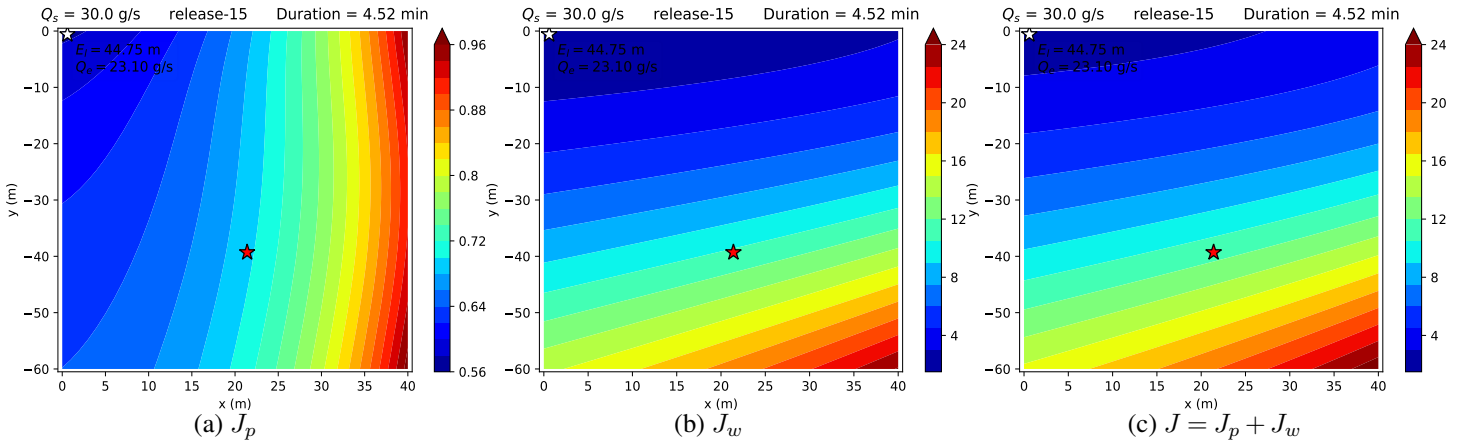 Q_s = 30.0 g/s release-15 Duration = 4.52 min
E_l = 44.75 m
Q_e = 23.10 g/s
0
−10
−20
−30
−40
−50
−60
y (m)
0 5 10 15 20 25 30 35 40
x (m)
0.96
0.88
0.8
0.72
0.64
0.56
(a) J_p
Q_s = 30.0 g/s release-15 Duration = 4.52 min
E_l = 44.75 m
Q_e = 23.10 g/s
0
−10
−20
−30
−40
−50
−60
y (m)
0 5 10 15 20 25 30 35 40
x (m)
24
20
16
12
8
4
(b) J_w
Q_s = 30.0 g/s release-15 Duration = 4.52 min
E_l = 44.75 m
Q_e = 23.10 g/s
0
−10
−20
−30
−40
−50
−60
y (m)
0 5 10 15 20 25 30 35 40
x (m)
24
20
16
12
8
4
(c) J = J_p + J_w